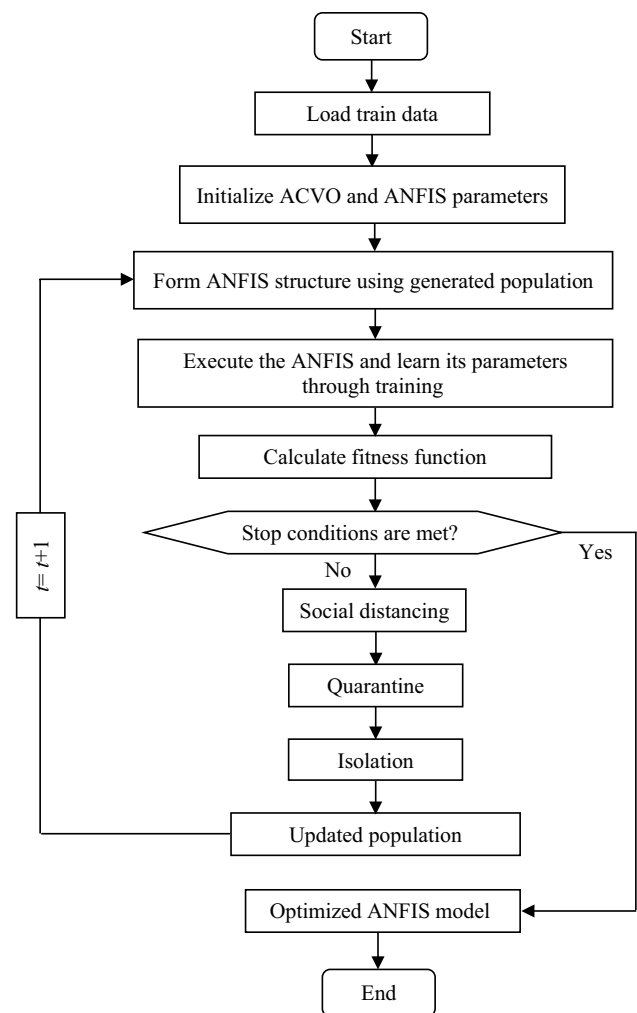 Start
Load train data
Initialize ACVO and ANFIS parameters
Form ANFIS structure using generated population
Execute the ANFIS and learn its parameters
through training
Calculate fitness function
Stop conditions are met?
Yes
No
t= t+1
Social distancing
Quarantine
Isolation
Updated population
Optimized ANFIS model
End